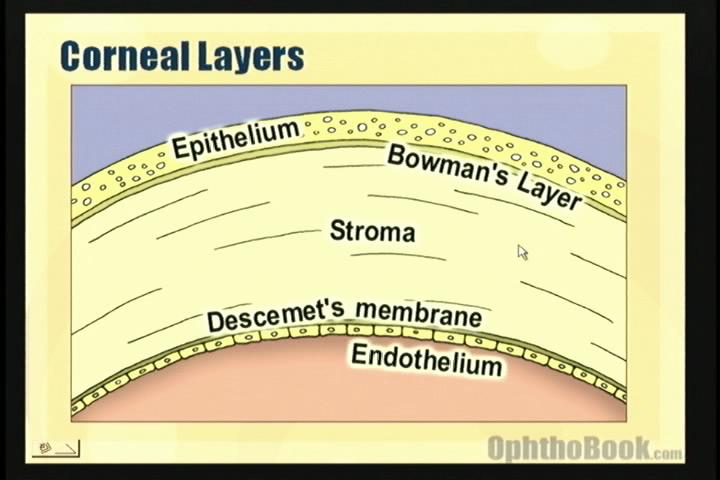 Corneal Layers
Epithelium
Bowman's Layer
Stroma
Descemet's membrane
Endothelium
OphthoBook.com